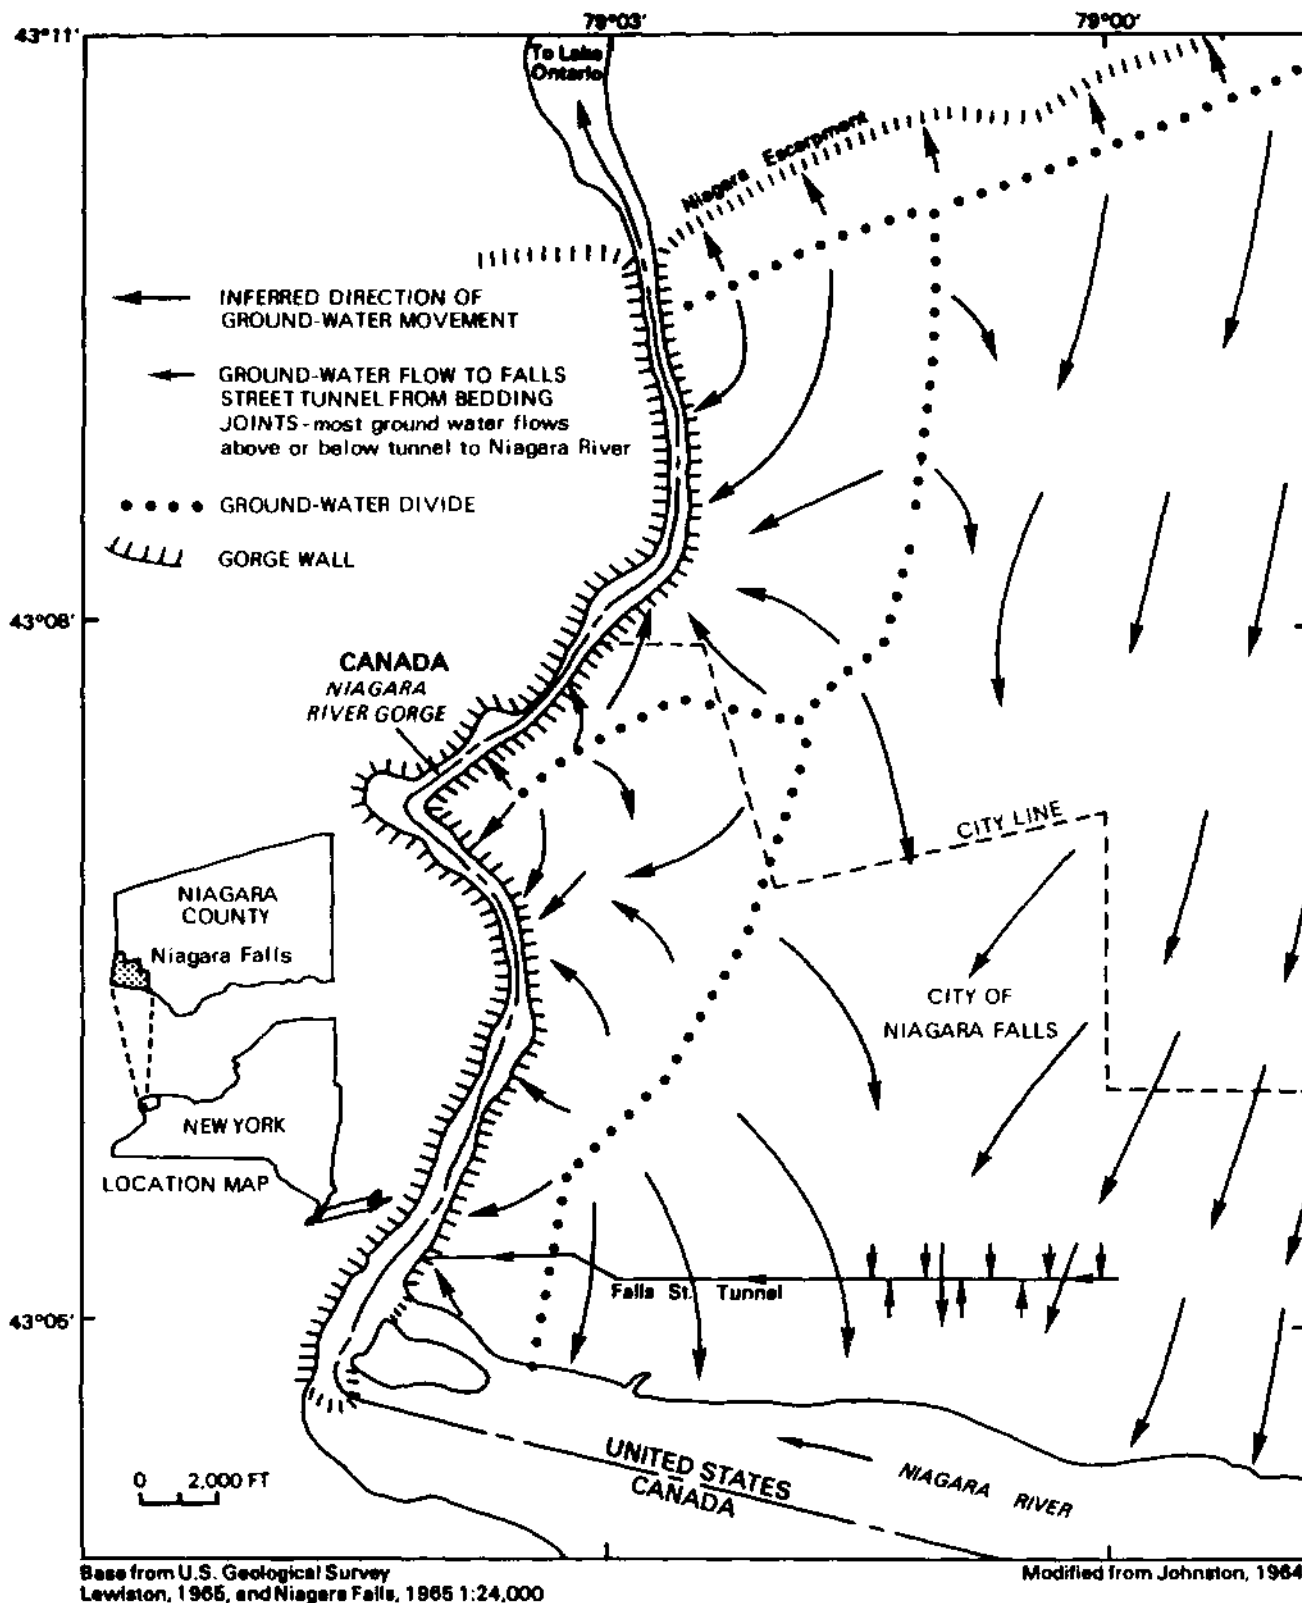 79°03'
79°00'
43°11'
To Lake
Ontario
Niagara Escarpment
INFERRED DIRECTION OF
GROUND-WATER MOVEMENT
GROUND-WATER FLOW TO FALLS
STREET TUNNEL FROM BEDDING
JOINTS - most ground water flows
above or below tunnel to Niagara River
GROUND-WATER DIVIDE
GORGE WALL
43°08'
CANADA
NIAGARA
RIVER GORGE
CITY LINE
NIAGARA
COUNTY
Niagara Falls
CITY OF
NIAGARA FALLS
NEW YORK
LOCATION MAP
Falls St. Tunnel
43°05'
0 2,000 FT
UNITED STATES
CANADA
NIAGARA RIVER
Base from U.S. Geological Survey
Lewiston, 1965, and Niagara Falls, 1965 1:24,000
Modified from Johnston, 1964